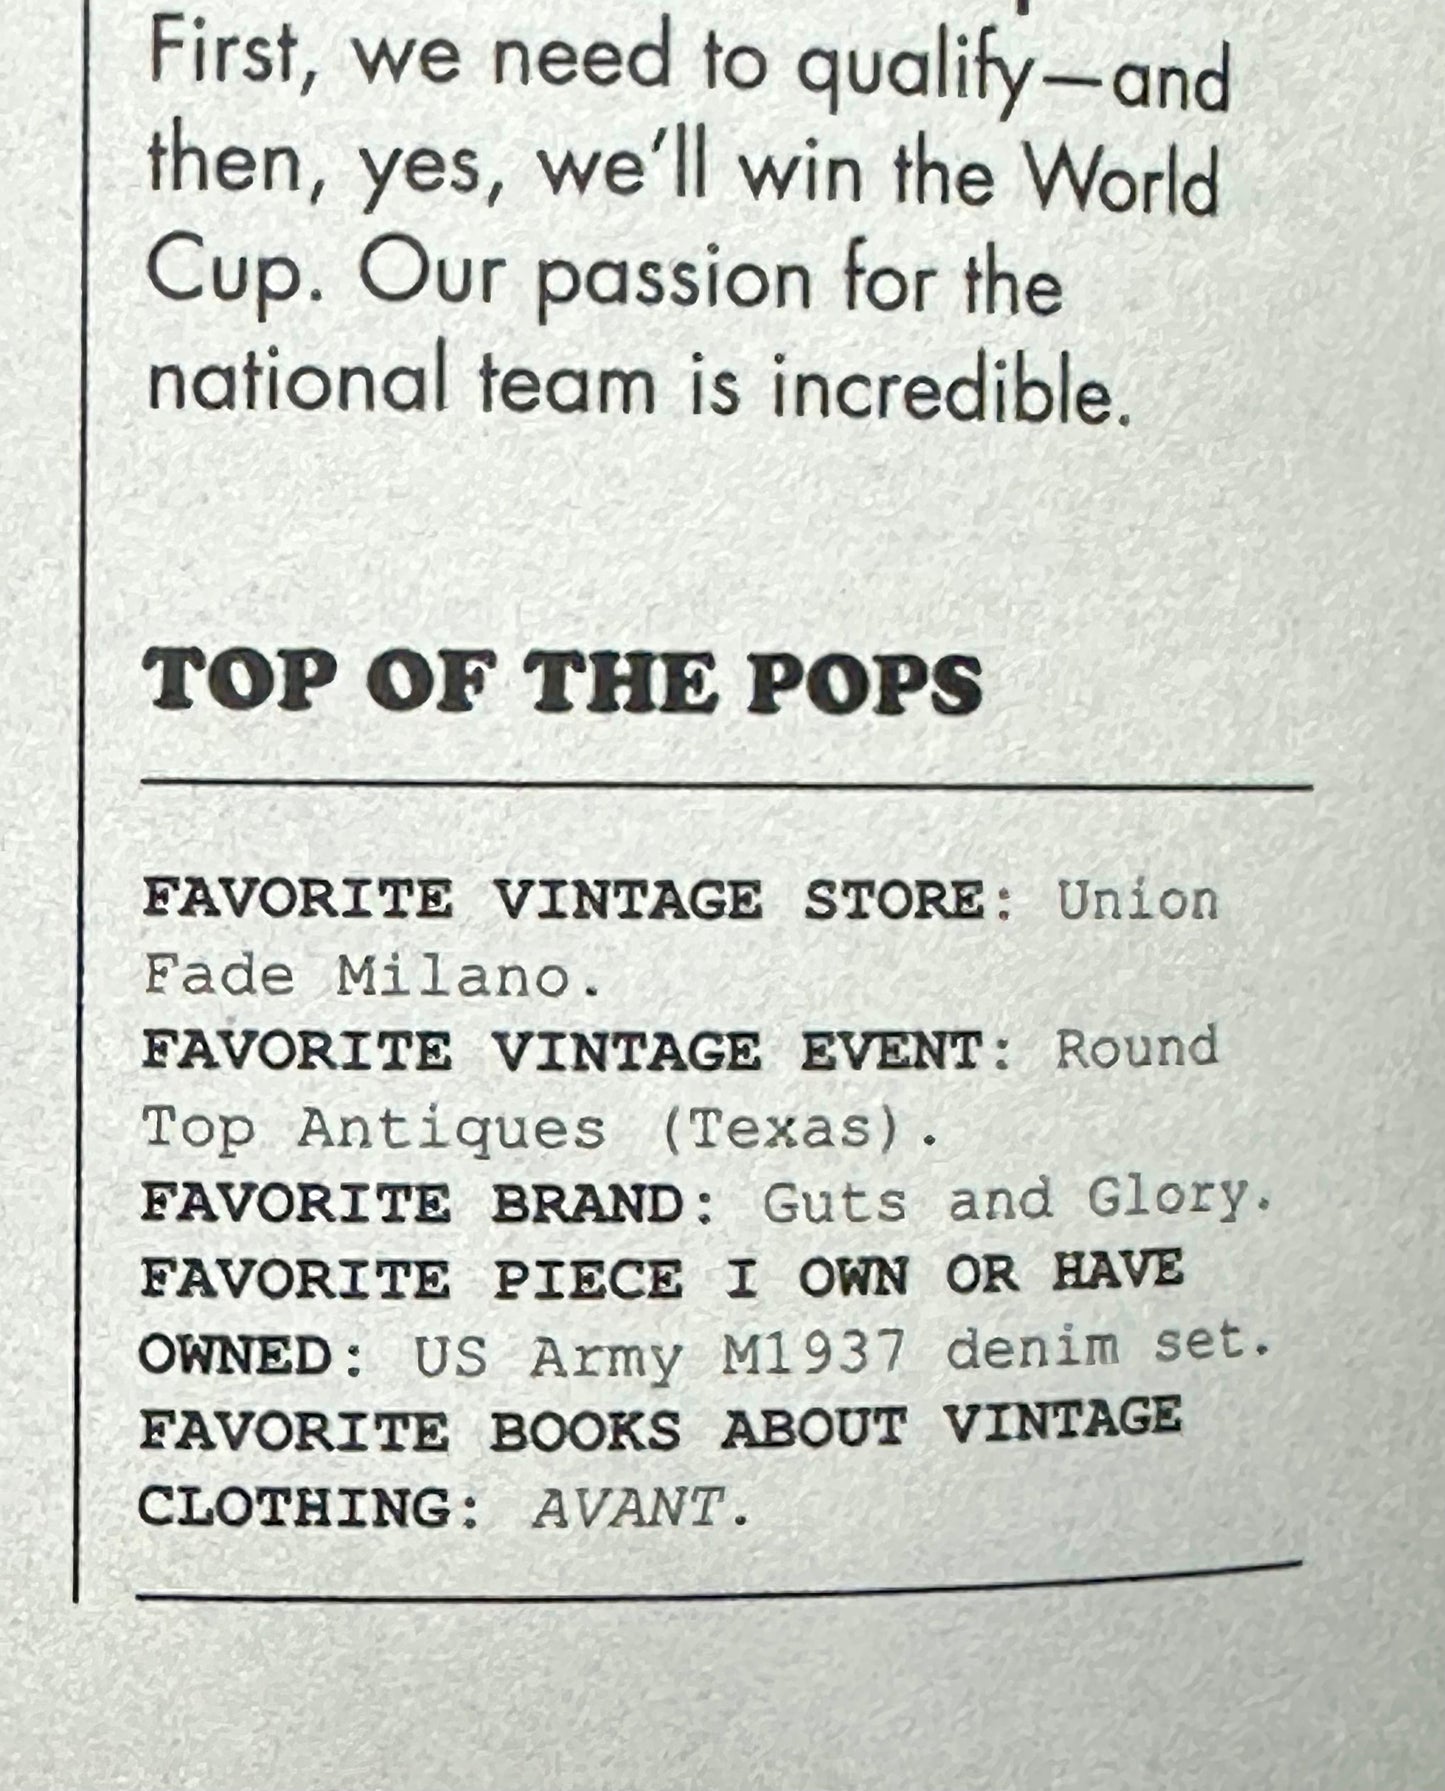 First, we need to qualify—and
then, yes, we'll win the World
Cup. Our passion for the
national team is incredible.
TOP OF THE POPS
FAVORITE VINTAGE STORE: Union
Fade Milano.
FAVORITE VINTAGE EVENT: Round
Top Antiques (Texas).
FAVORITE BRAND: Guts and Glory.
FAVORITE PIECE I OWN OR HAVE
OWNED: US Army M1937 denim set.
FAVORITE BOOKS ABOUT VINTAGE
CLOTHING: AVANT.